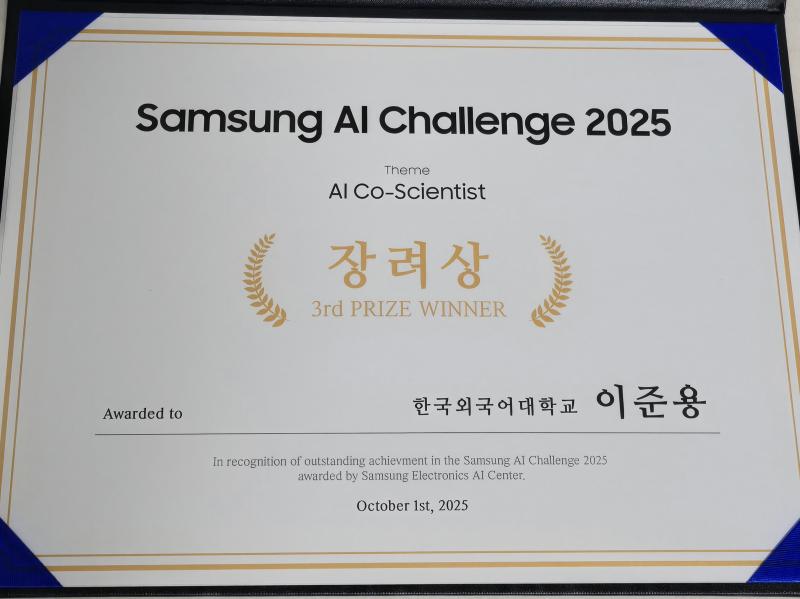 Samsung AI Challenge 2025
Theme
AI Co-Scientist
장려상
3rd PRIZE WINNER
Awarded to 한국외국어대학교 이준용
In recognition of outstanding achievment in the Samsung AI Challenge 2025
awarded by Samsung Electronics AI Center.
October 1st, 2025